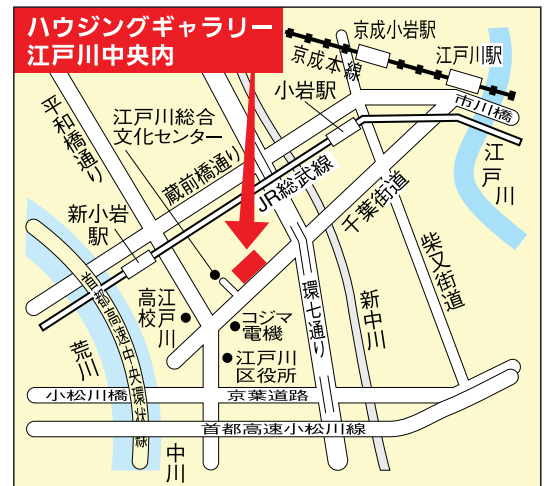 ハウジングギャラリー
江戸川中央内
京成小岩駅
京成本線
江戸川駅
小岩駅
市川橋
江戸川
平和橋通り
江戸川総合
文化センター
蔵前橋通り
JR総武線
千葉街道
柴又街道
新小岩
駅
首都高速中央環状線
荒川
江戸川
高校
コジマ
電機
江戸川
区役所
環七通り
新中川
小松川橋
京葉道路
首都高速小松川線
中川